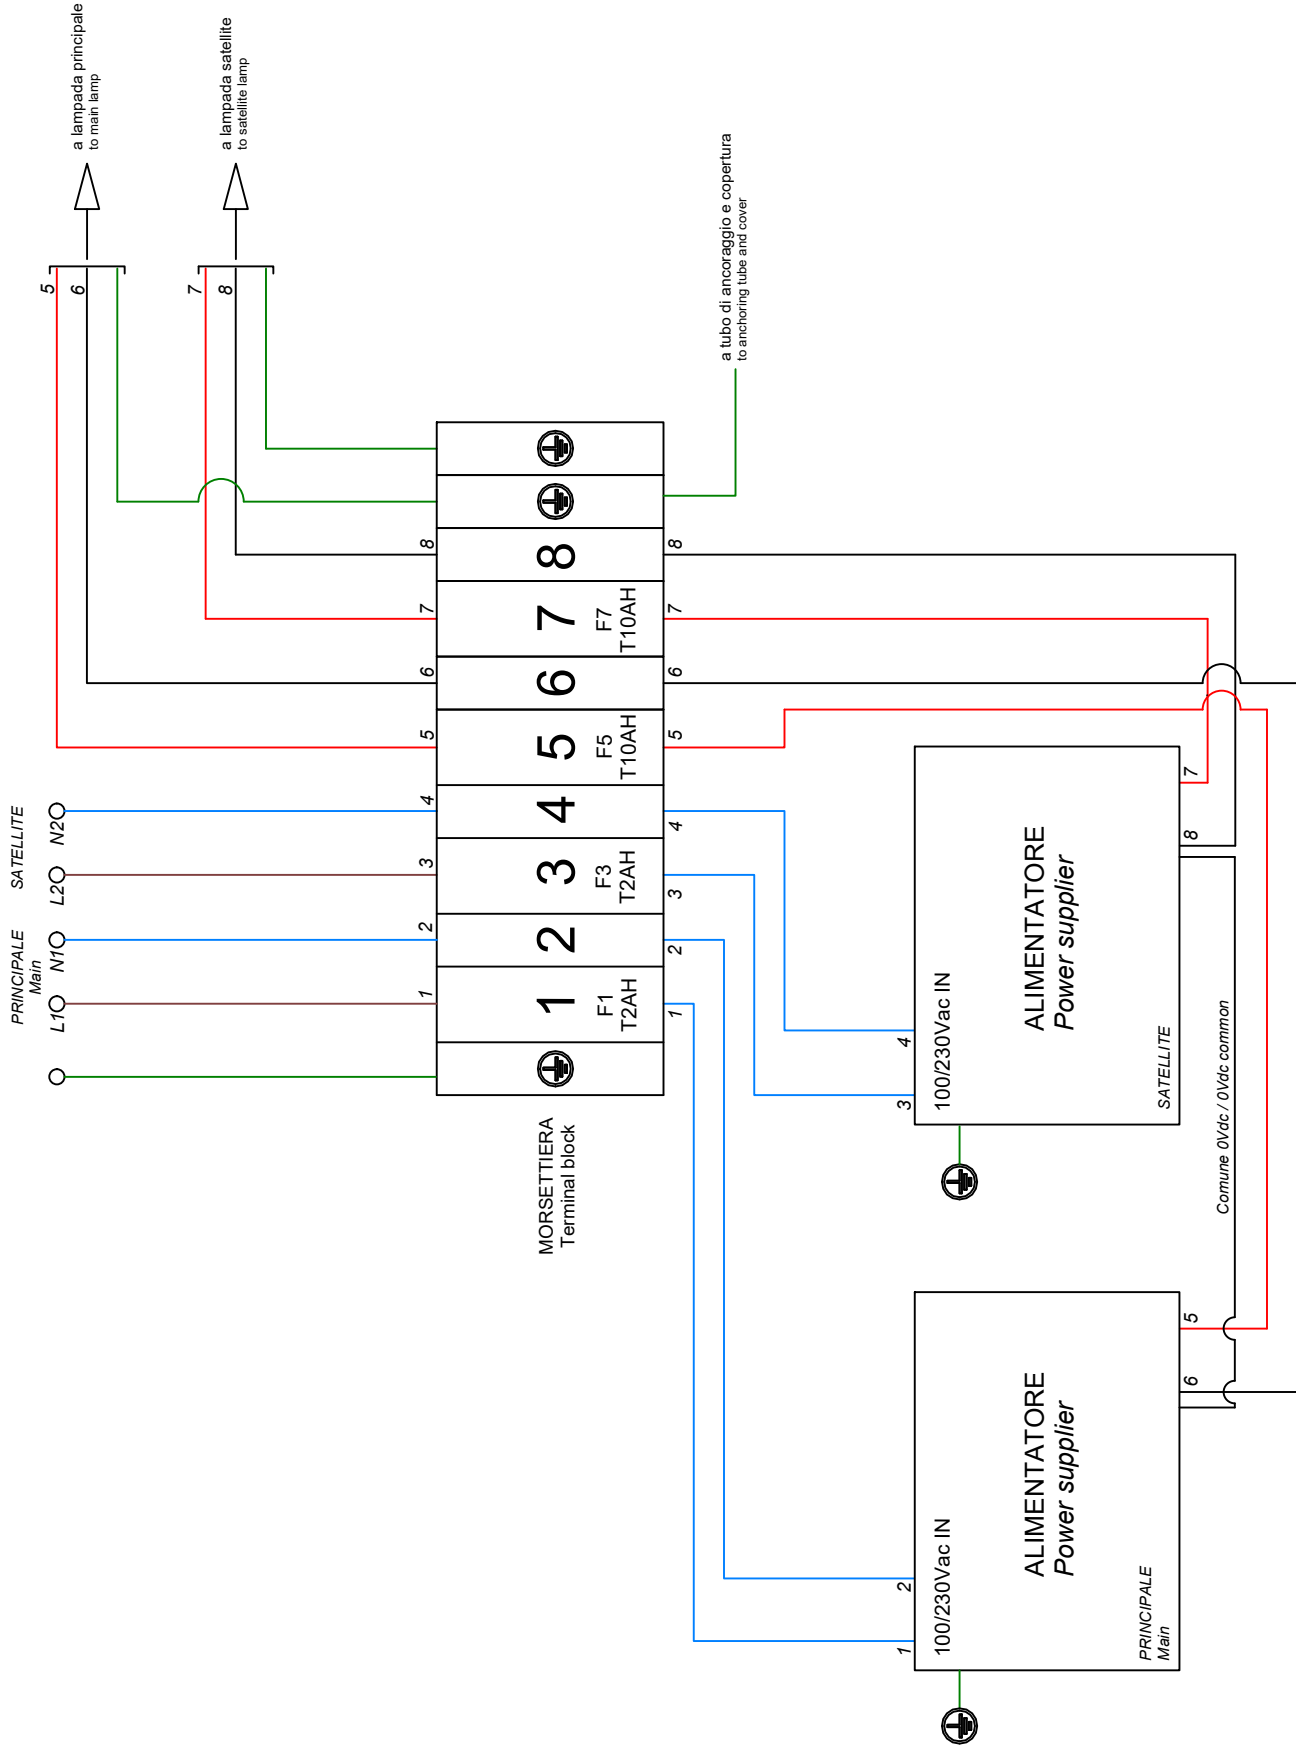 PRINCIPALE
Main
SATELLITE
L1
N1
L2
N2
5
6
7
8
a lampada principale
to main lamp
a lampada satellite
to satellite lamp
1
2
3
4
5
6
7
8
MORSETTIERA
Terminal block
1
F1
T2AH
2
3
F3
T2AH
4
5
F5
T10AH
6
7
F7
T10AH
8
1
2
3
4
5
6
7
8
a tubo di ancoraggio e copertura
to anchoring tube and cover
1
2
100/230Vac IN
ALIMENTATORE
Power supplier
PRINCIPALE
Main
6
5
3
4
100/230Vac IN
ALIMENTATORE
Power supplier
SATELLITE
8
7
Comune 0Vdc / 0Vdc common